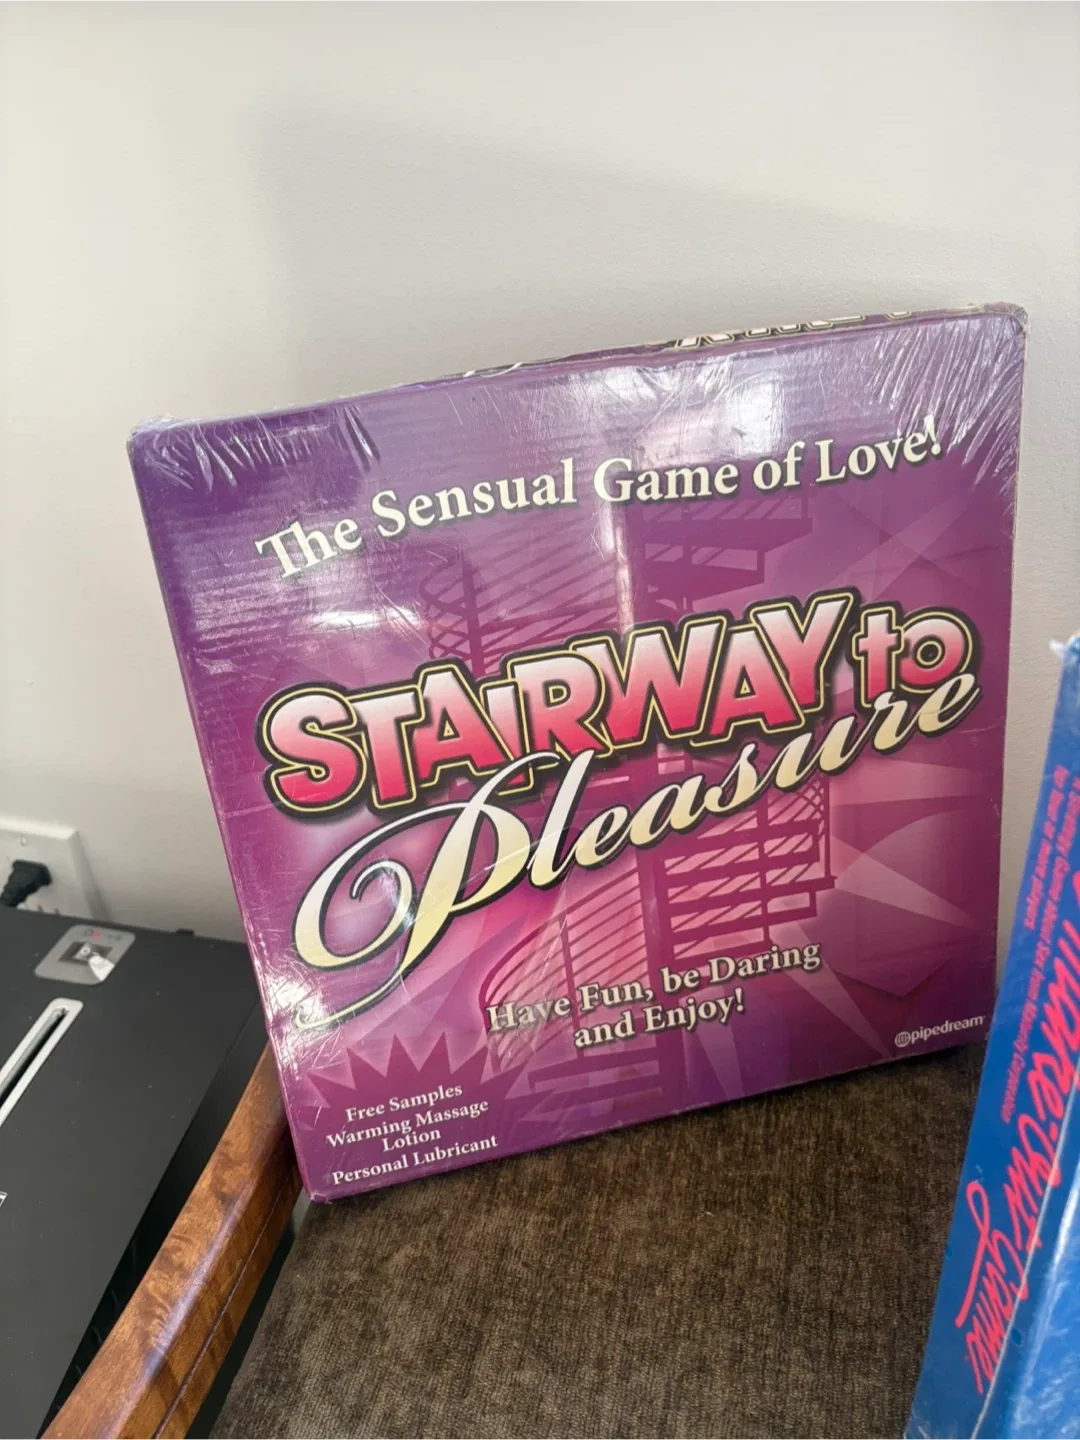 The Sensual Game of Love!
STAIRWAY to
Pleasure
Have Fun, be Daring
and Enjoy!
pipedream
Free Samples
Warming Massage
Lotion
Personal Lubricant
Game